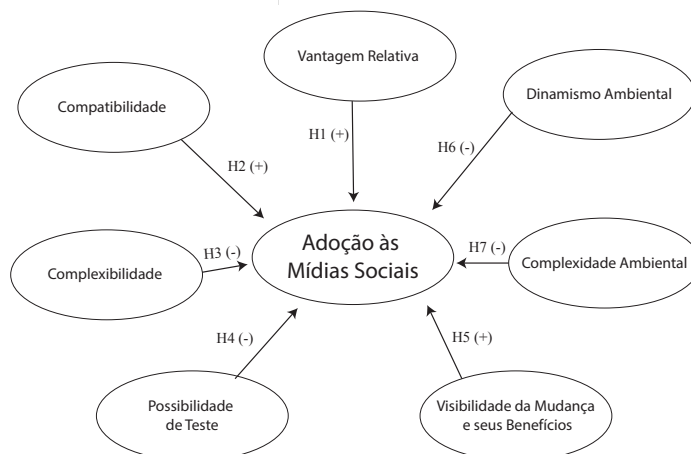 Vantagem Relativa
Compatibilidade
Dinamismo Ambiental
H1 (+)
H6 (-)
H2 (+)
Adoção às
Mídias Sociais
H3 (-)
Complexibilidade
H7 (-)
Complexidade Ambiental
H4 (-)
H5 (+)
Possibilidade
de Teste
Visibilidade da Mudança
e seus Benefícios